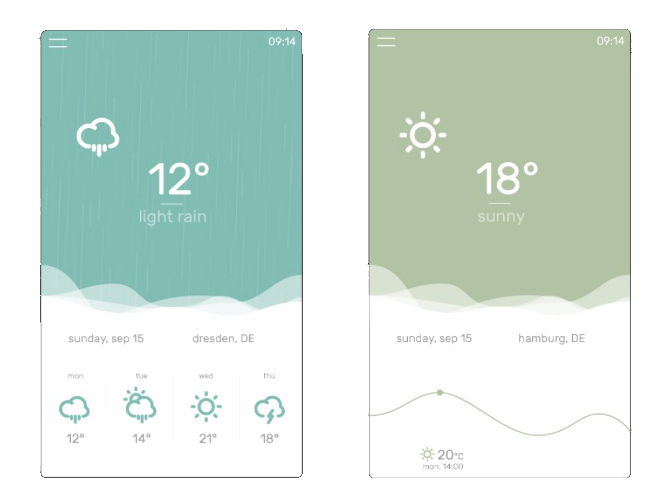 09:14
12°
light rain
sunday, sep 15 dresden, DE
mon tue wed thu
12° 14° 21° 18°
09:14
18°
sunny
sunday, sep 15 hamburg, DE
20°C
mon, 14:00